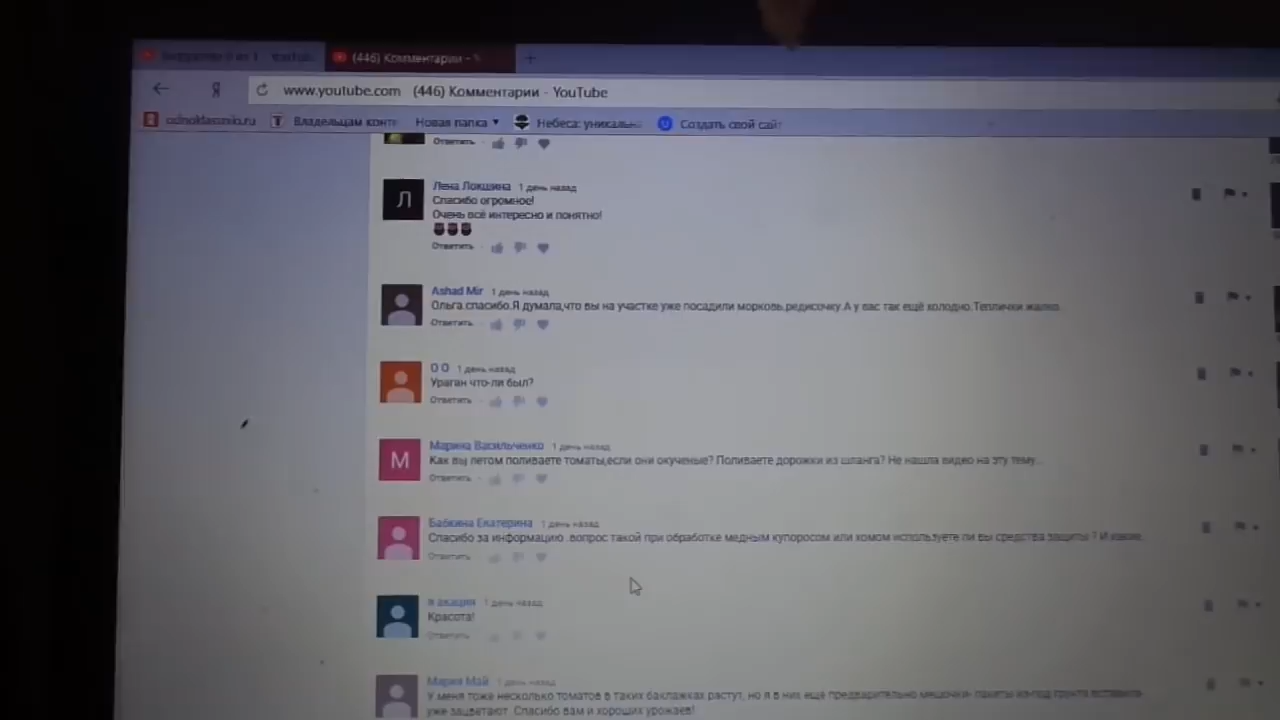 (446) Комментарии -
www.youtube.com (446) Комментарии - YouTube
odnoklassniki.ru Владельцам конт Новая папка Небеса: уникальн Создать свой сайт
Ответить
Л
Лена Локшина 1 день назад
Спасибо огромное!
Очень всё интересно и понятно!
Ответить
Ashad Mir 1 день назад
Ольга.спасибо.Я думала,что вы на участке уже посадили морковь,редисочку.А у вас так ещё холодно.Теплички жалко.
Ответить
О О 1 день назад
Ураган что-ли был?
Ответить
М
Марина Васильченко 1 день назад
Как вы летом поливаете томаты,если они окученые? Поливаете дорожки из шланга? Не нашла видео на эту тему...
Ответить
Бабкина Екатерина 1 день назад
Спасибо за информацию .вопрос такой при обработке медным купоросом или хомом используете ли вы средства защиты ? И какие.
Ответить
я акация 1 день назад
Красота!
Ответить
Мария Май 1 день назад
У меня тоже несколько томатов в таких баклажках растут, но я в них ещё предварительно мешочки- пакеты из-под грунта вставила
уже зацветают. Спасибо вам и хороших урожаев!